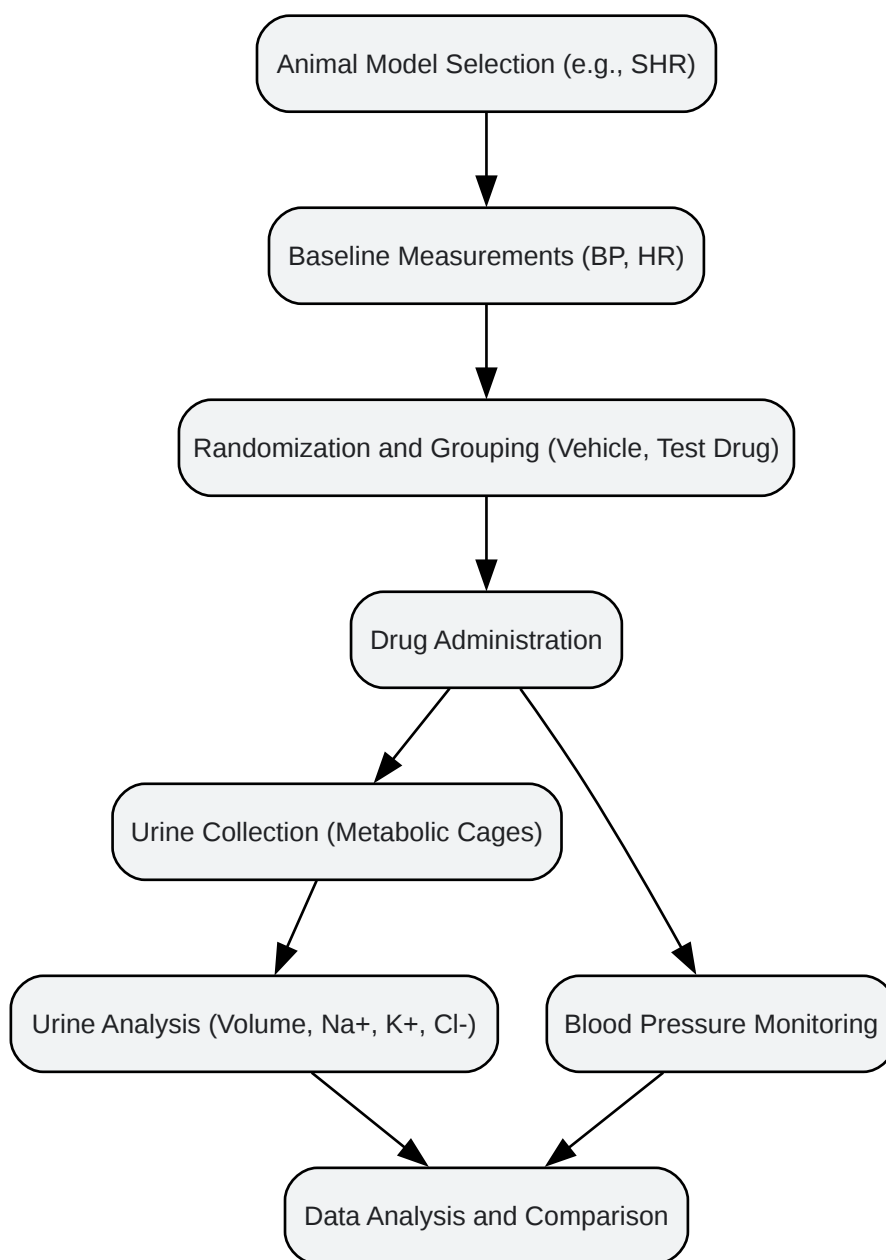 Animal Model Selection (e.g., SHR)
Baseline Measurements (BP, HR)
Randomization and Grouping (Vehicle, Test Drug)
Drug Administration
Urine Collection (Metabolic Cages)
Urine Analysis (Volume, Na+, K+, Cl-)
Blood Pressure Monitoring
Data Analysis and Comparison